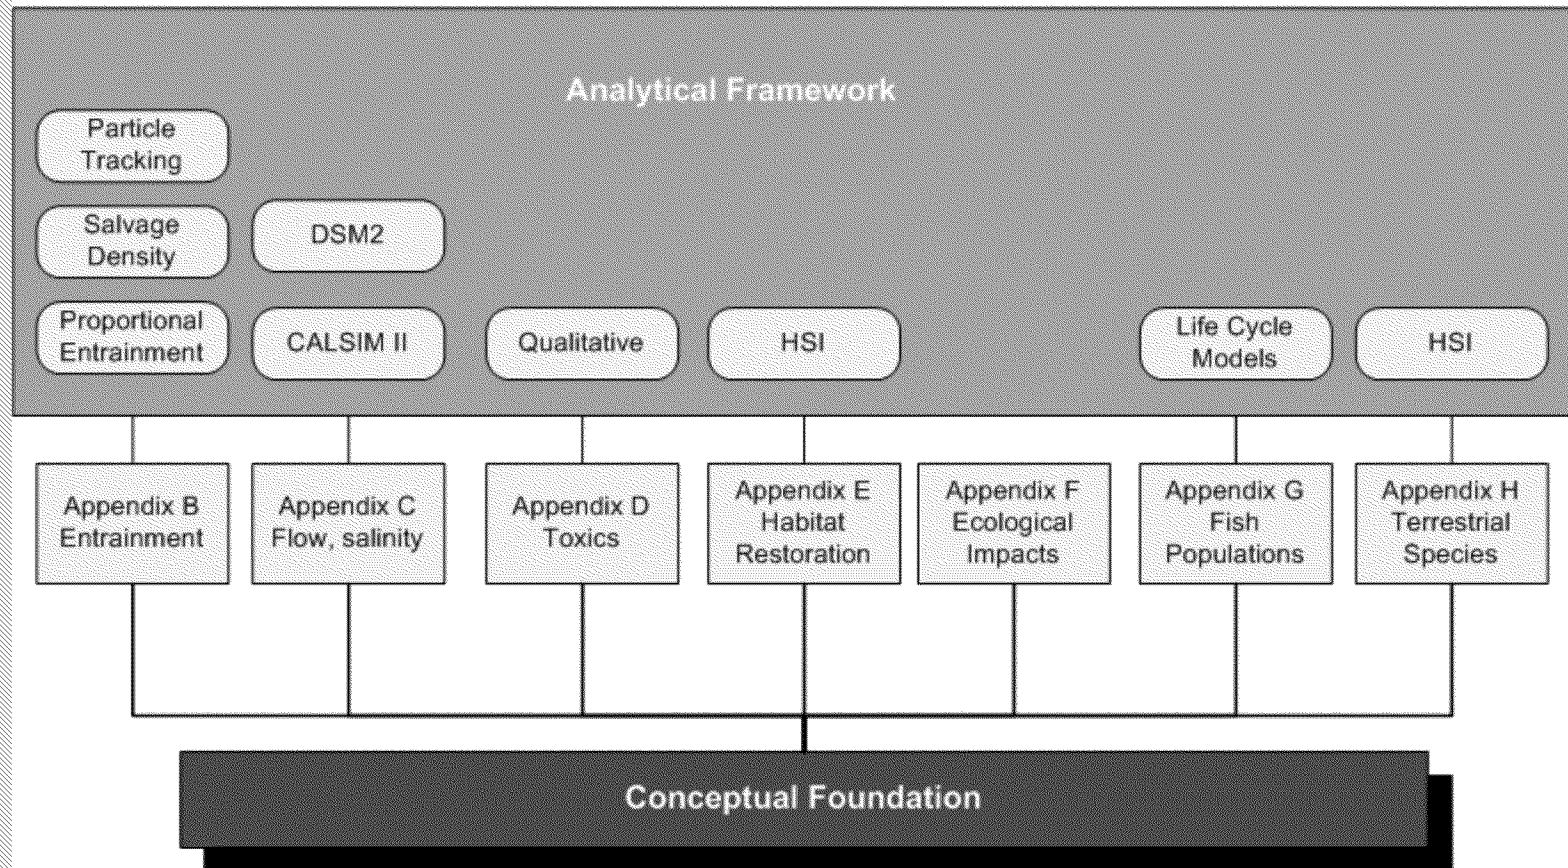 Analytical Framework
Particle
Tracking
Salvage
Density
Proportional
Entrainment
DSM2
CALSIM II
Qualitative
HSI
Life Cycle
Models
HSI
Appendix B
Entrainment
Appendix C
Flow, salinity
Appendix D
Toxics
Appendix E
Habitat
Restoration
Appendix F
Ecological
Impacts
Appendix G
Fish
Populations
Appendix H
Terrestrial
Species
Conceptual Foundation